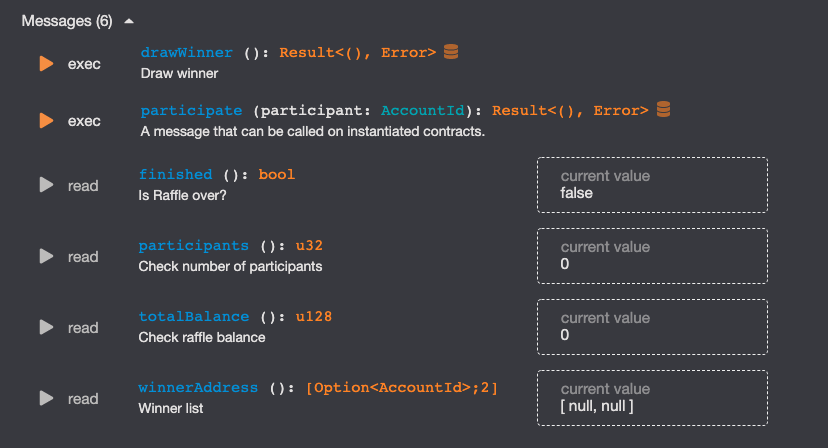 Messages (6)
exec drawWinner (): Result<(), Error>
Draw winner
exec participate (participant: AccountId): Result<(), Error>
A message that can be called on instantiated contracts.
read finished (): bool
Is Raffle over?
current value
false
read participants (): u32
Check number of participants
current value
0
read totalBalance (): u128
Check raffle balance
current value
0
read winnerAddress (): [Option<AccountId>;2]
Winner list
current value
[ null, null ]